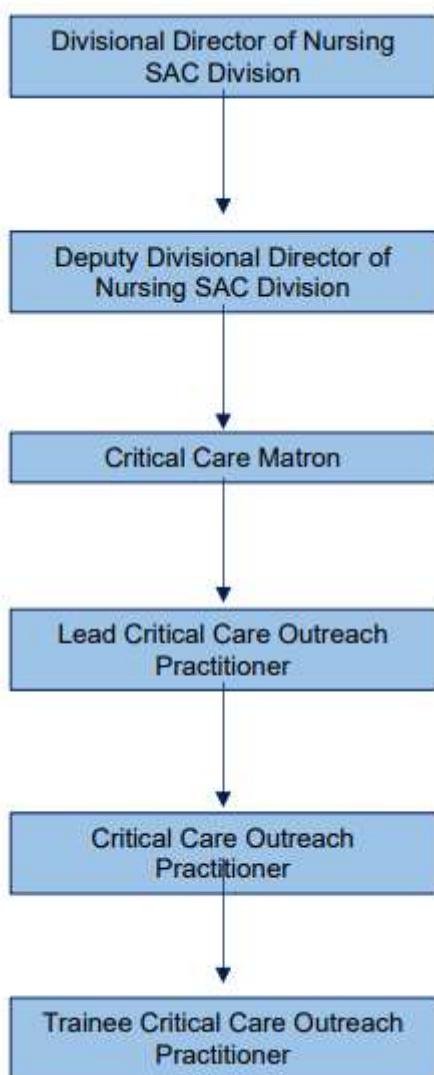 Divisional Director of Nursing
SAC Division
Deputy Divisional Director of
Nursing SAC Division
Critical Care Matron
Lead Critical Care Outreach
Practitioner
Critical Care Outreach
Practitioner
Trainee Critical Care Outreach
Practitioner